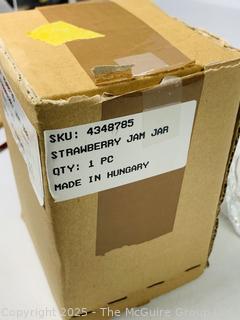 SKU: 4348785
STRAWBERRY JAM JAR
QTY: 1 PC
MADE IN HUNGARY
Copyright 2025 - The McGuire Group